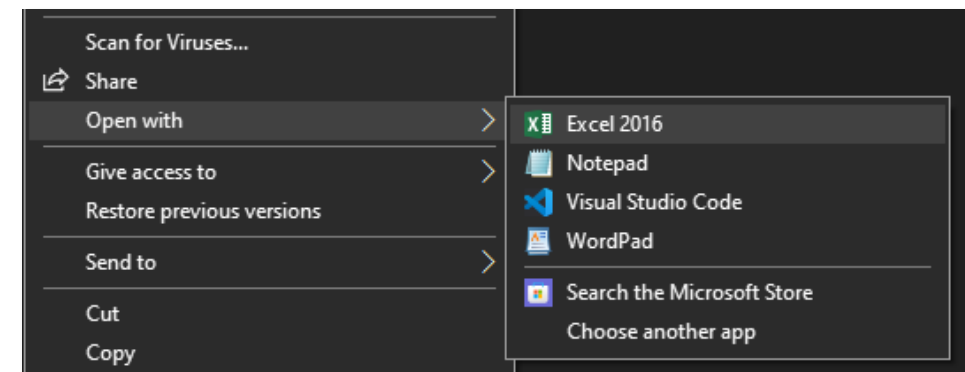 Scan for Viruses...
Share
Open with
Give access to
Restore previous versions
Send to
Cut
Copy
Excel 2016
Notepad
Visual Studio Code
WordPad
Search the Microsoft Store
Choose another app